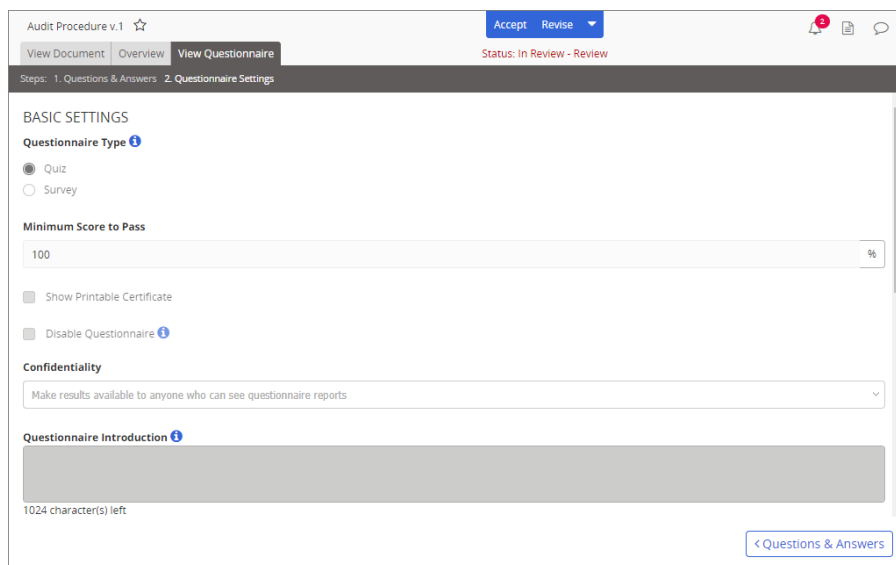 Audit Procedure v.1
Accept Revise
2
View Document Overview View Questionnaire
Status: In Review - Review
Steps: 1. Questions & Answers 2. Questionnaire Settings
BASIC SETTINGS
Questionnaire Type
Quiz
Survey
Minimum Score to Pass
100 %
Show Printable Certificate
Disable Questionnaire
Confidentiality
Make results available to anyone who can see questionnaire reports
Questionnaire Introduction
1024 character(s) left
< Questions & Answers